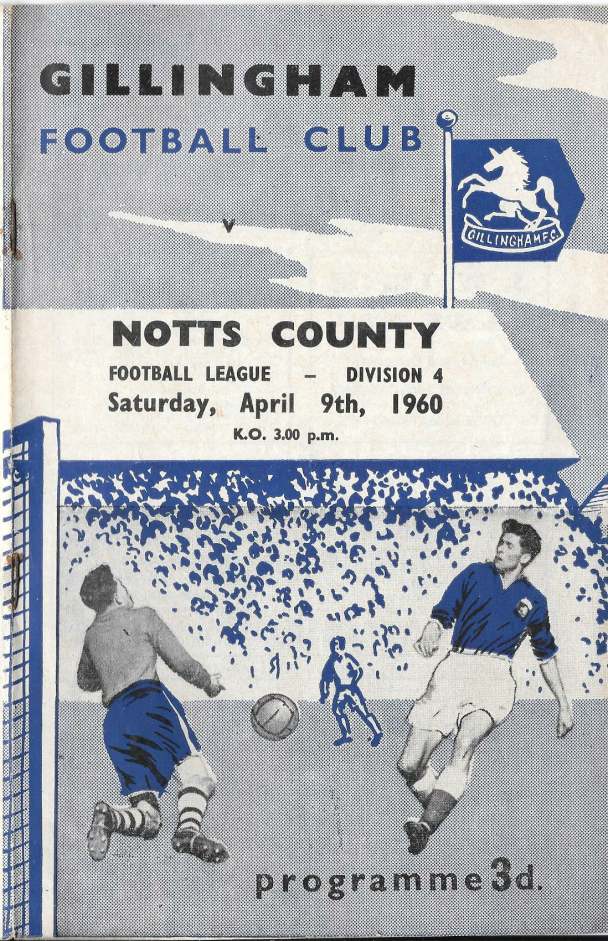 GILLINGHAM
FOOTBALL CLUB
GILLINGHAM F.C.
v
NOTTS COUNTY
FOOTBALL LEAGUE – DIVISION 4
Saturday, April 9th, 1960
K.O. 3.00 p.m.
programme 3d.